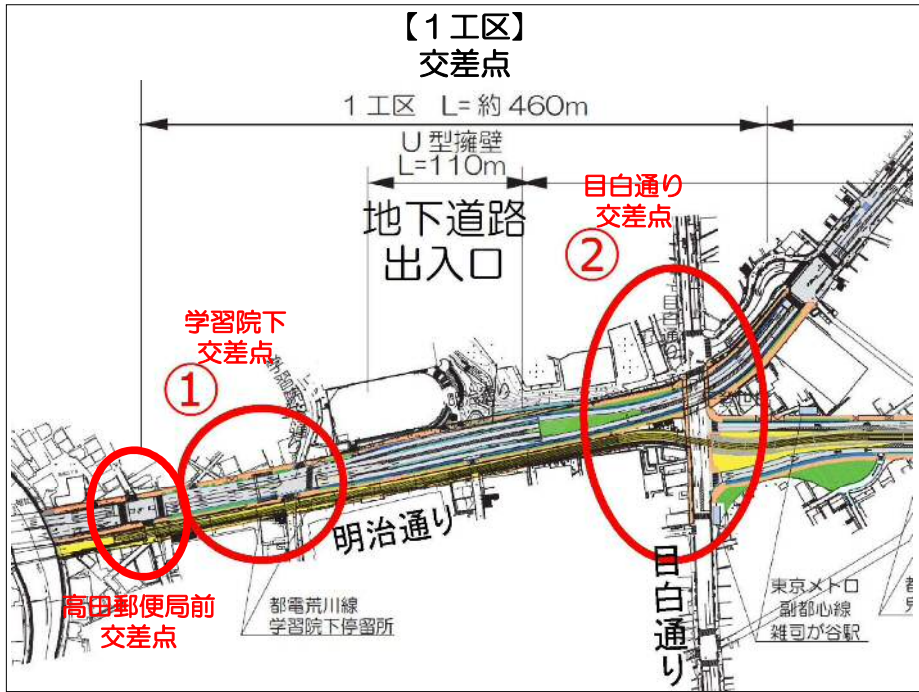 【1工区】
交差点
1工区 L=約460m
U型擁壁
L=110m
地下道路
出入口
目白通り
交差点
②
学習院下
交差点
①
目白通り
明治通り
高田郵便局前
交差点
都電荒川線
学習院下停留所
目白通り
東京メトロ
副都心線
雑司が谷駅